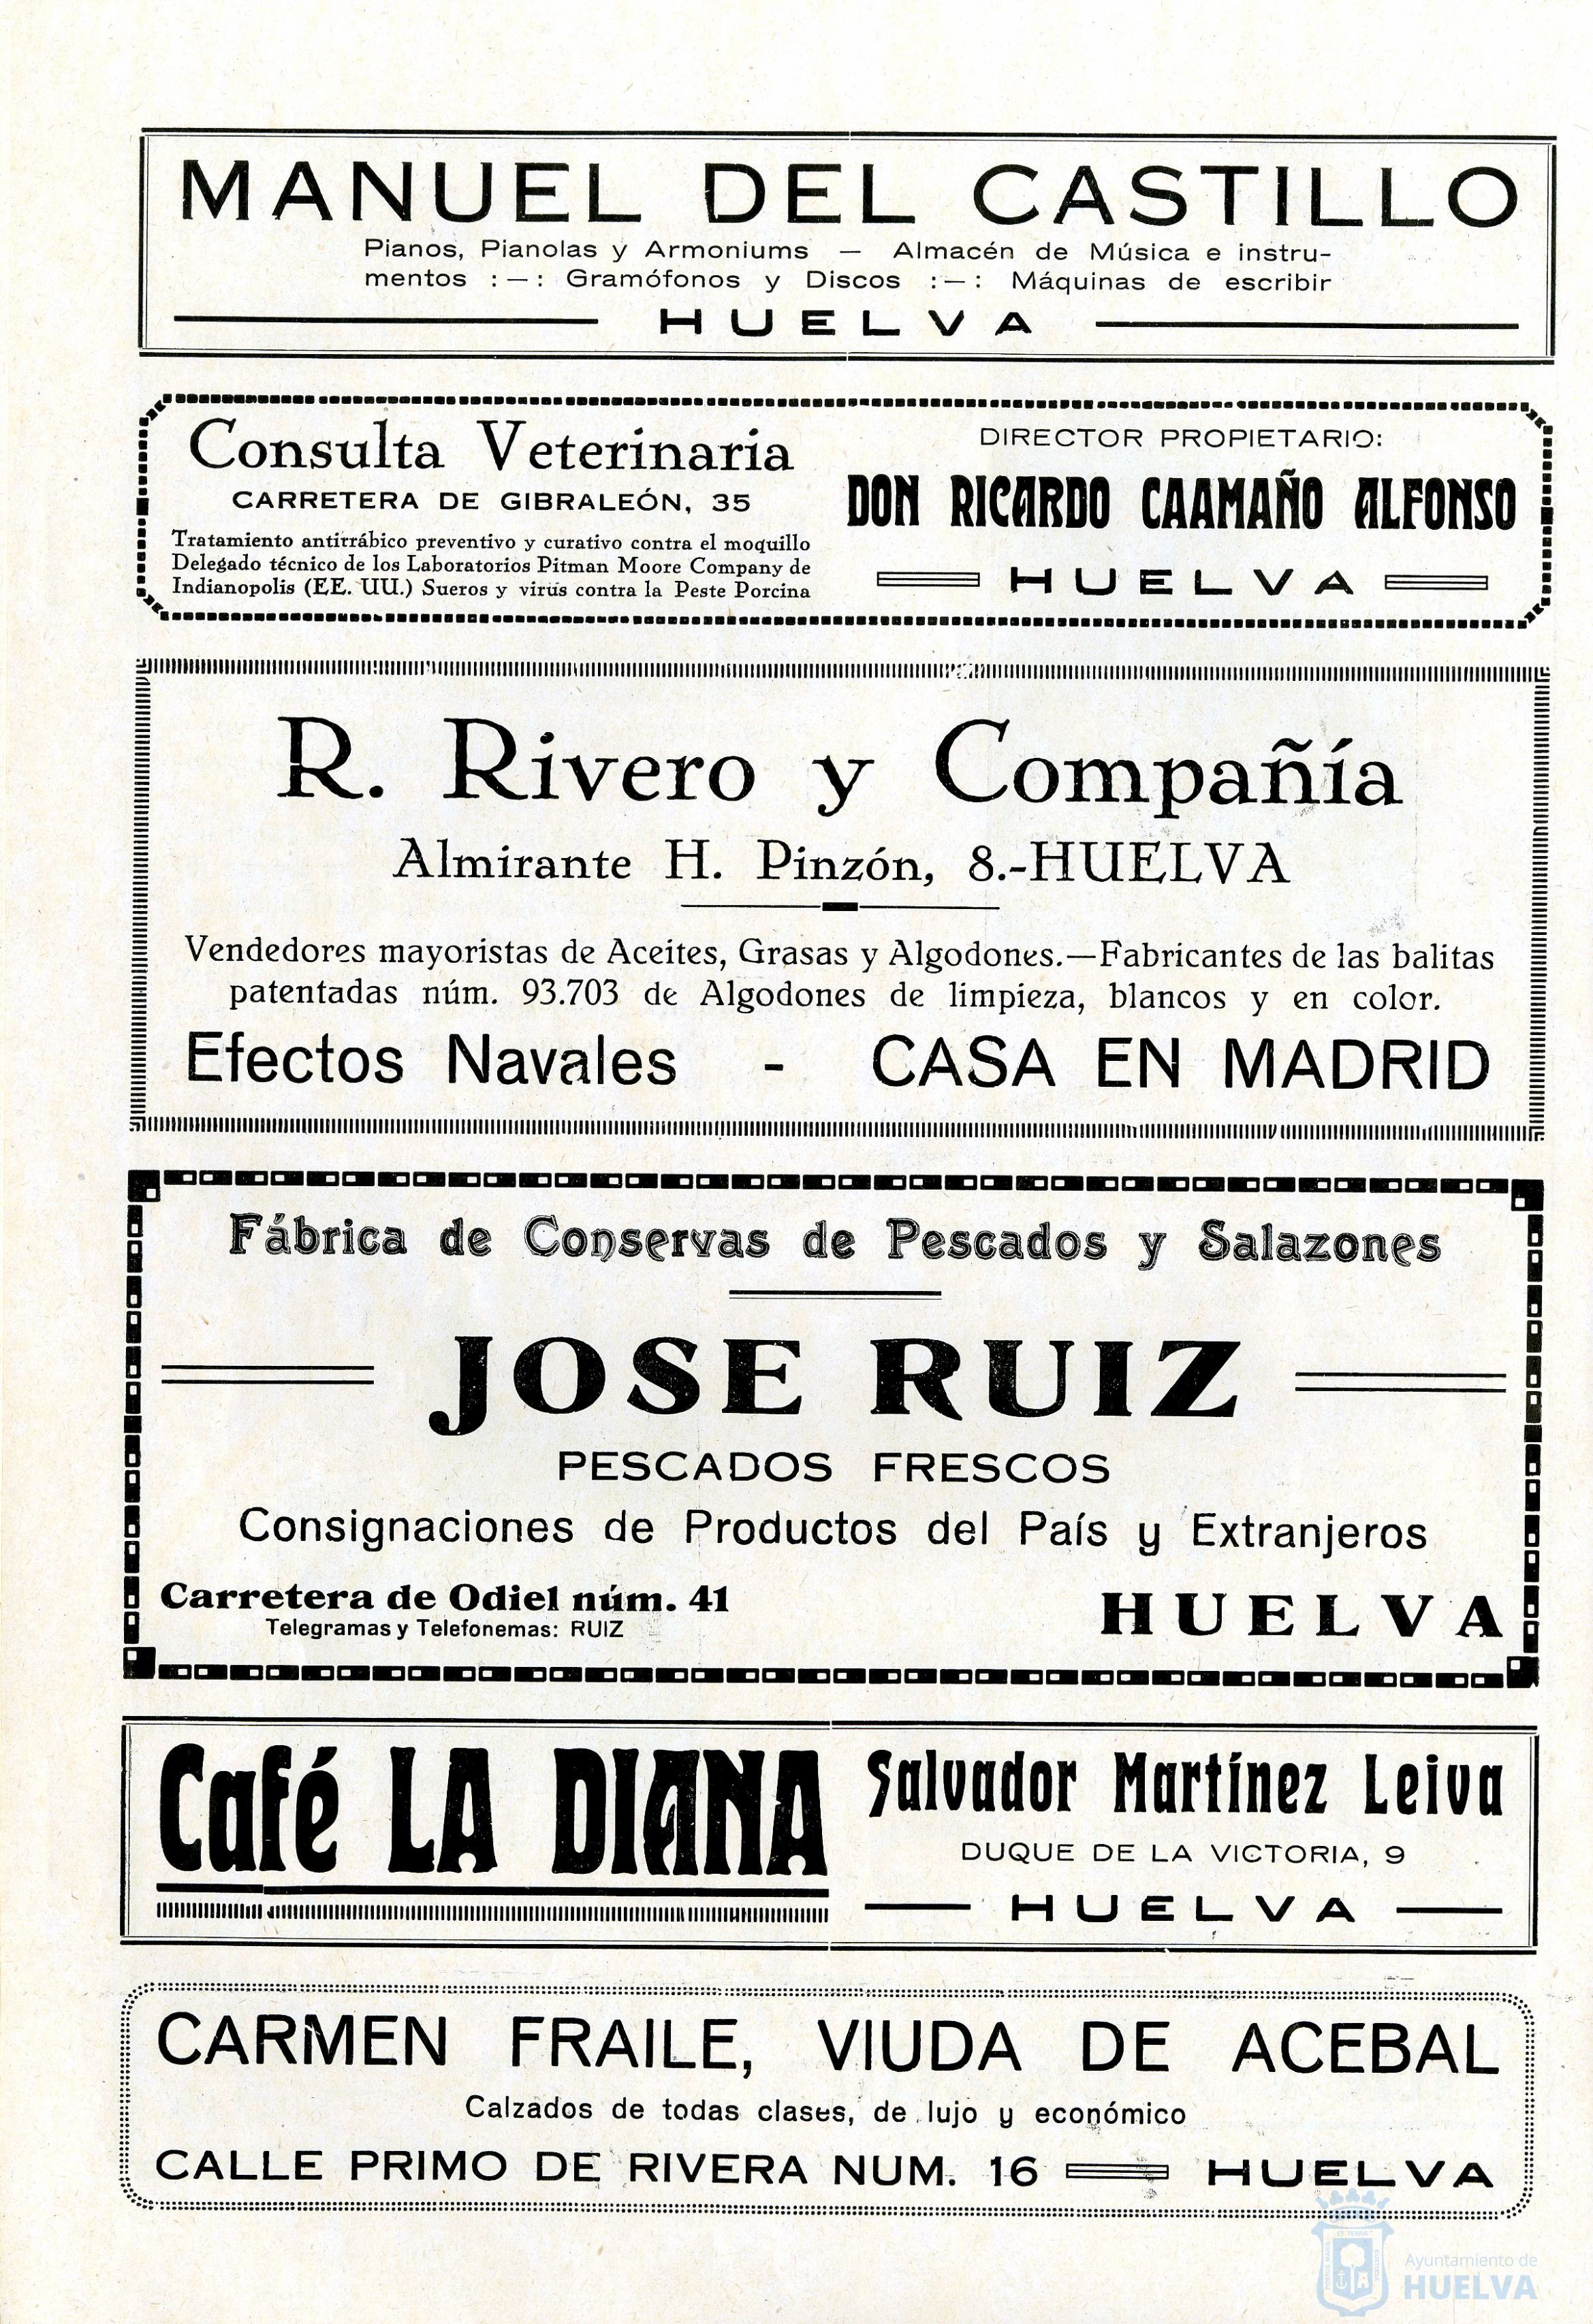 MANUEL DEL CASTILLO
Pianos, Pianolas y Armoniums — Almacén de Música e instru-
mentos :—: Gramófonos y Discos :—: Máquinas de escribir
HUELVA
Consulta Veterinaria
CARRETERA DE GIBRALEÓN, 35
Tratamiento antirrábico preventivo y curativo contra el moquillo
Delegado técnico de los Laboratorios Pitman Moore Company de
Indianopolis (EE. UU.) Sueros y virus contra la Peste Porcina
DIRECTOR PROPIETARIO:
DON RICARDO CAAMAÑO ALFONSO
HUELVA
R. Rivero y Compañía
Almirante H. Pinzón, 8.-HUELVA
Vendedores mayoristas de Aceites, Grasas y Algodones.—Fabricantes de las balitas
patentadas núm. 93.703 de Algodones de limpieza, blancos y en color.
Efectos Navales - CASA EN MADRID
Fábrica de Conservas de Pescados y Salazones
JOSE RUIZ
PESCADOS FRESCOS
Consignaciones de Productos del País y Extranjeros
Carretera de Odiel núm. 41
Telegramas y Telefonemas: RUIZ
HUELVA
Café LA DIANA
Salvador Martínez Leiva
DUQUE DE LA VICTORIA, 9
HUELVA
CARMEN FRAILE, VIUDA DE ACEBAL
Calzados de todas clases, de lujo y económico
CALLE PRIMO DE RIVERA NUM. 16 HUELVA
Ayuntamiento de
HUELVA